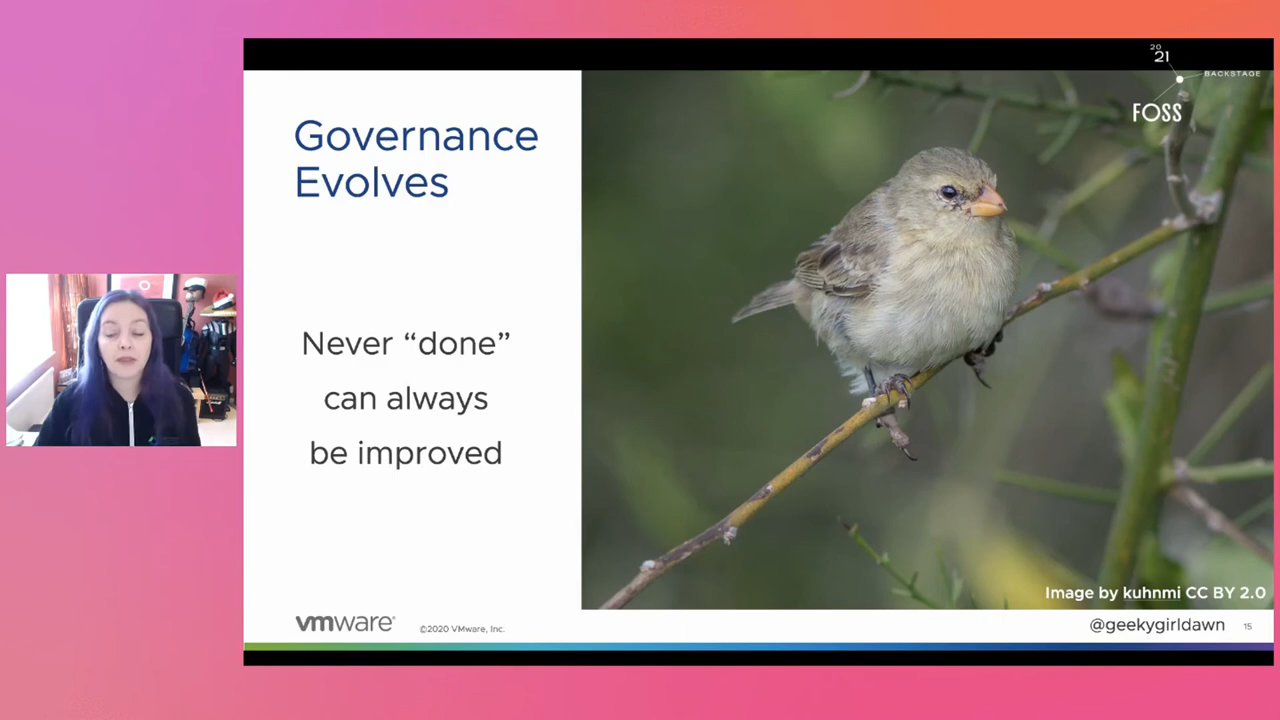 20
21
BACKSTAGE
FOSS
Governance
Evolves
Never “done”
can always
be improved
Image by kuhnmi CC BY 2.0
vmware®
©2020 VMware, Inc.
@geekygirldawn
15